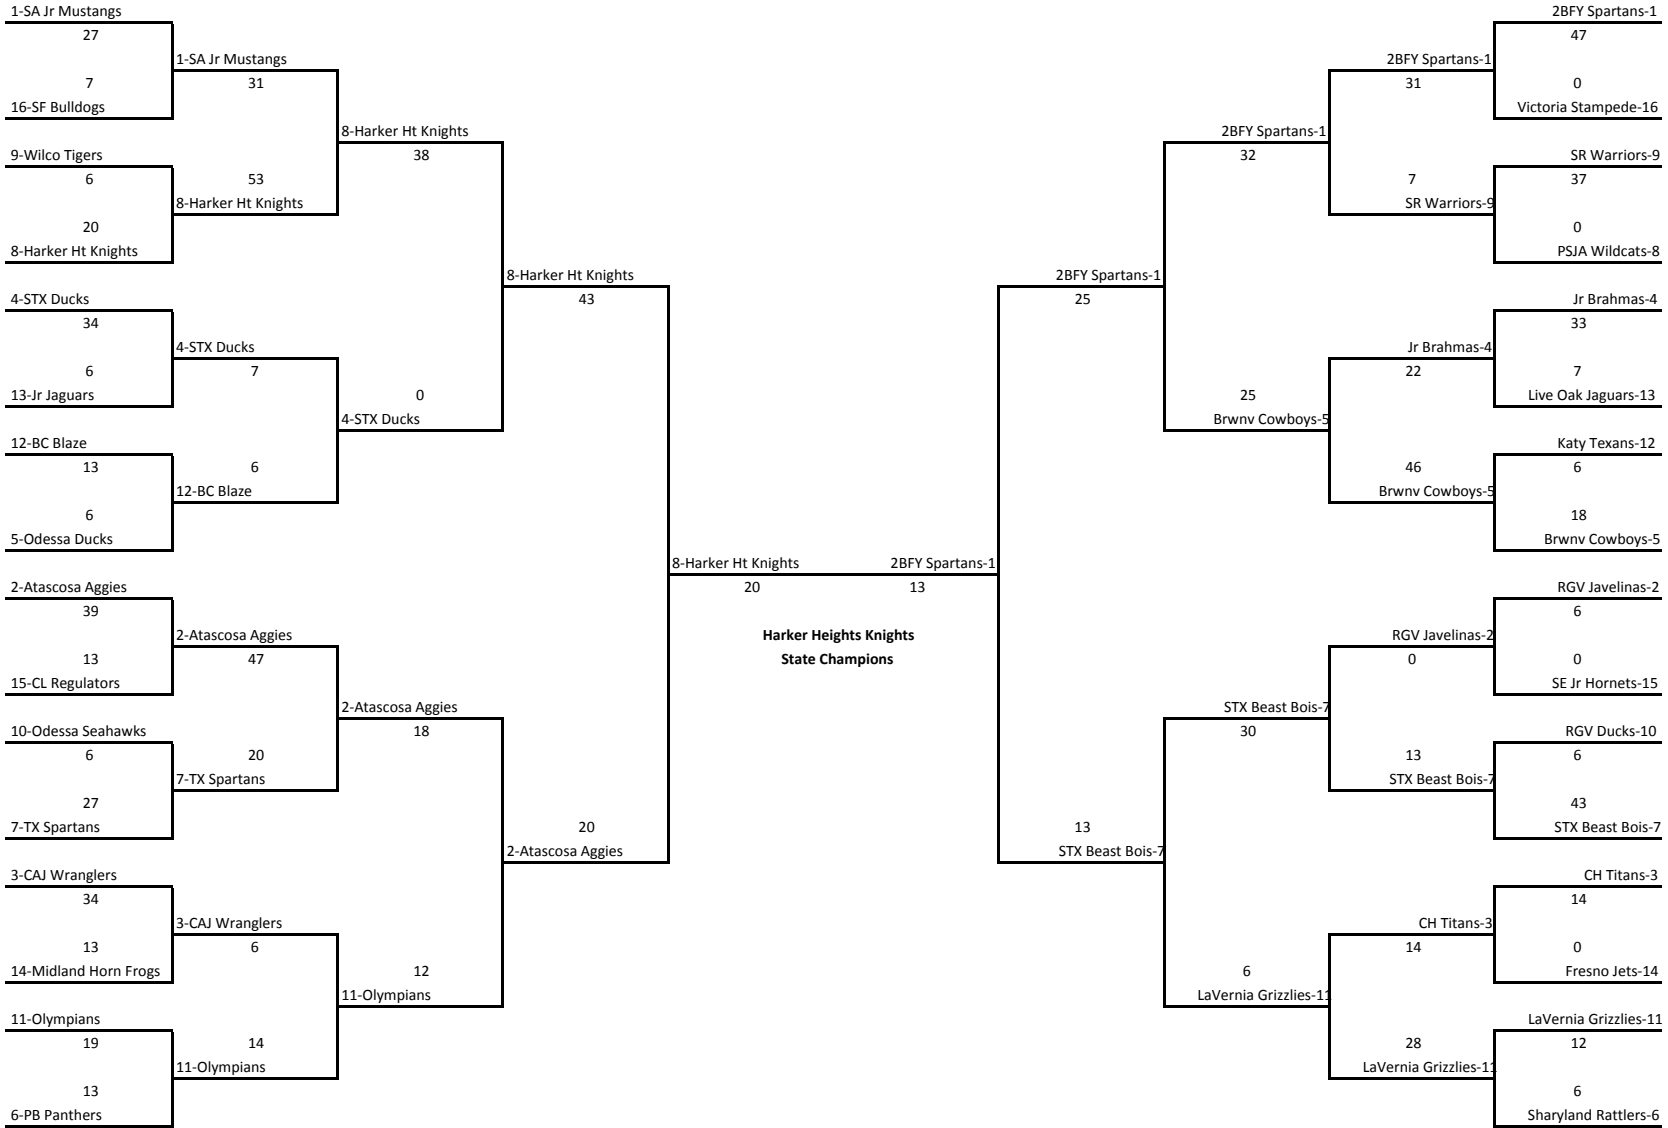 1-SA Jr Mustangs
27
7
16-SF Bulldogs
9-Wilco Tigers
6
20
8-Harker Ht Knights
4-STX Ducks
34
6
13-Jr Jaguars
12-BC Blaze
13
6
5-Odessa Ducks
2-Atascosa Aggies
39
13
15-CL Regulators
10-Odessa Seahawks
6
27
7-TX Spartans
3-CAJ Wranglers
34
13
14-Midland Horn Frogs
11-Olympians
19
13
6-PB Panthers
1-SA Jr Mustangs
31
53
8-Harker Ht Knights
4-STX Ducks
7
6
12-BC Blaze
2-Atascosa Aggies
47
20
7-TX Spartans
3-CAJ Wranglers
6
14
11-Olympians
8-Harker Ht Knights
38
0
4-STX Ducks
2-Atascosa Aggies
18
12
11-Olympians
8-Harker Ht Knights
43
20
2-Atascosa Aggies
8-Harker Ht Knights
20
2BFY Spartans-1
13
Harker Heights Knights
State Champions
2BFY Spartans-1
25
13
STX Beast Bois-7
2BFY Spartans-1
32
25
Brwnv Cowboys-5
STX Beast Bois-7
30
6
LaVernia Grizzlies-11
2BFY Spartans-1
31
7
SR Warriors-9
Jr Brahmas-4
22
46
Brwnv Cowboys-5
RGV Javelinas-2
0
13
STX Beast Bois-7
CH Titans-3
14
28
LaVernia Grizzlies-11
2BFY Spartans-1
47
0
Victoria Stampede-16
SR Warriors-9
37
0
PSJA Wildcats-8
Jr Brahmas-4
33
7
Live Oak Jaguars-13
Katy Texans-12
6
18
Brwnv Cowboys-5
RGV Javelinas-2
6
0
SE Jr Hornets-15
RGV Ducks-10
6
43
STX Beast Bois-7
CH Titans-3
14
0
Fresno Jets-14
LaVernia Grizzlies-11
12
6
Sharyland Rattlers-6